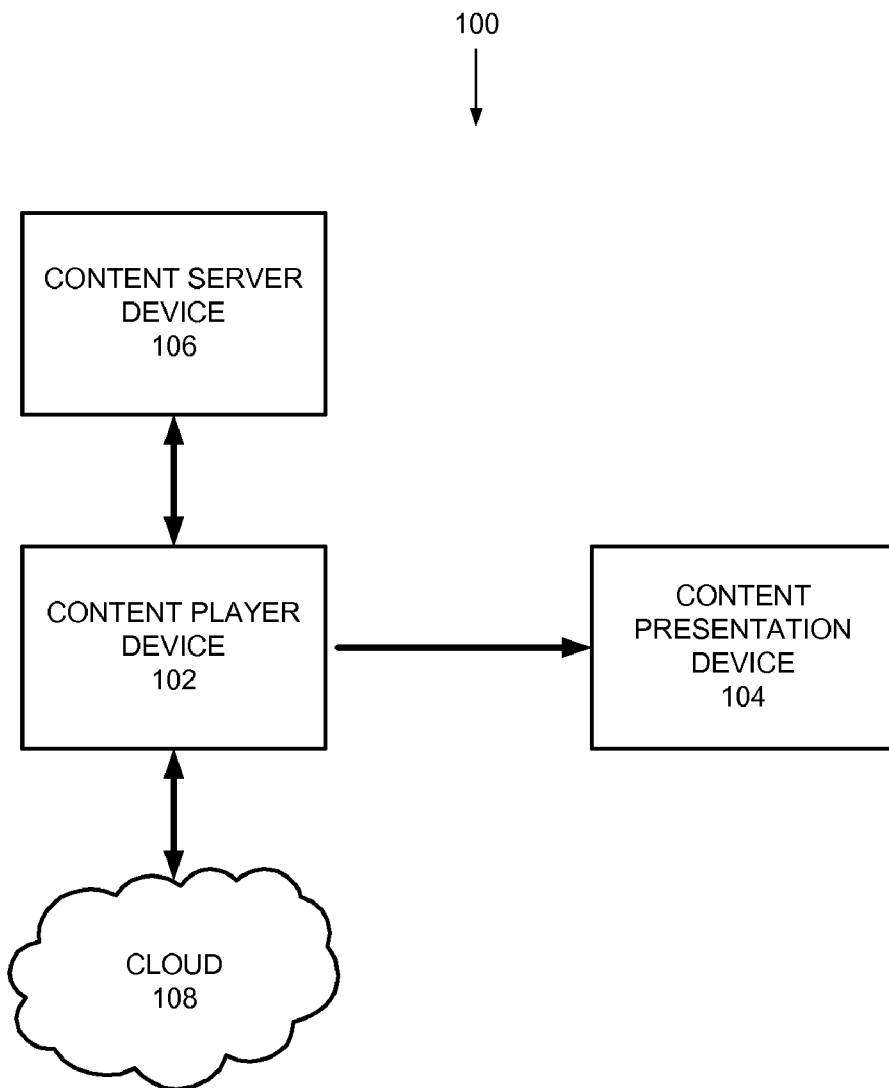 100
CONTENT SERVER
DEVICE
106
CONTENT PLAYER
DEVICE
102
CONTENT
PRESENTATION
DEVICE
104
CLOUD
108